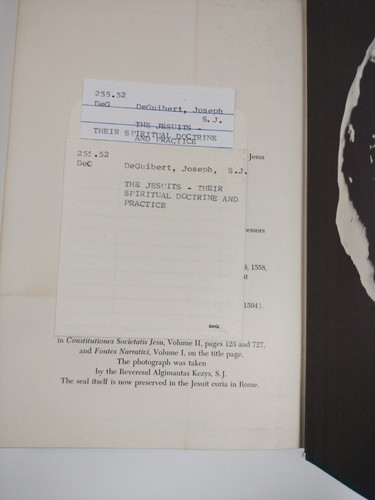 255.52
DeG DeGuibert, Joseph
S.J.
THE JESUITS -
THEIR SPIRITUAL DOCTRINE
AND PRACTICE
Jesus
255.52
DeG DeGuibert, Joseph, S.J.
THE JESUITS - THEIR
SPIRITUAL DOCTRINE AND
PRACTICE
1558,
1594).
in Constitutiones Societatis Jesu, Volume II, pages 123 and 727,
and Fontes Narrativi, Volume I, on the title page.
The photograph was taken
by the Reverend Algimantas Kezys, S.J.
The seal itself is now preserved in the Jesuit curia in Rome.